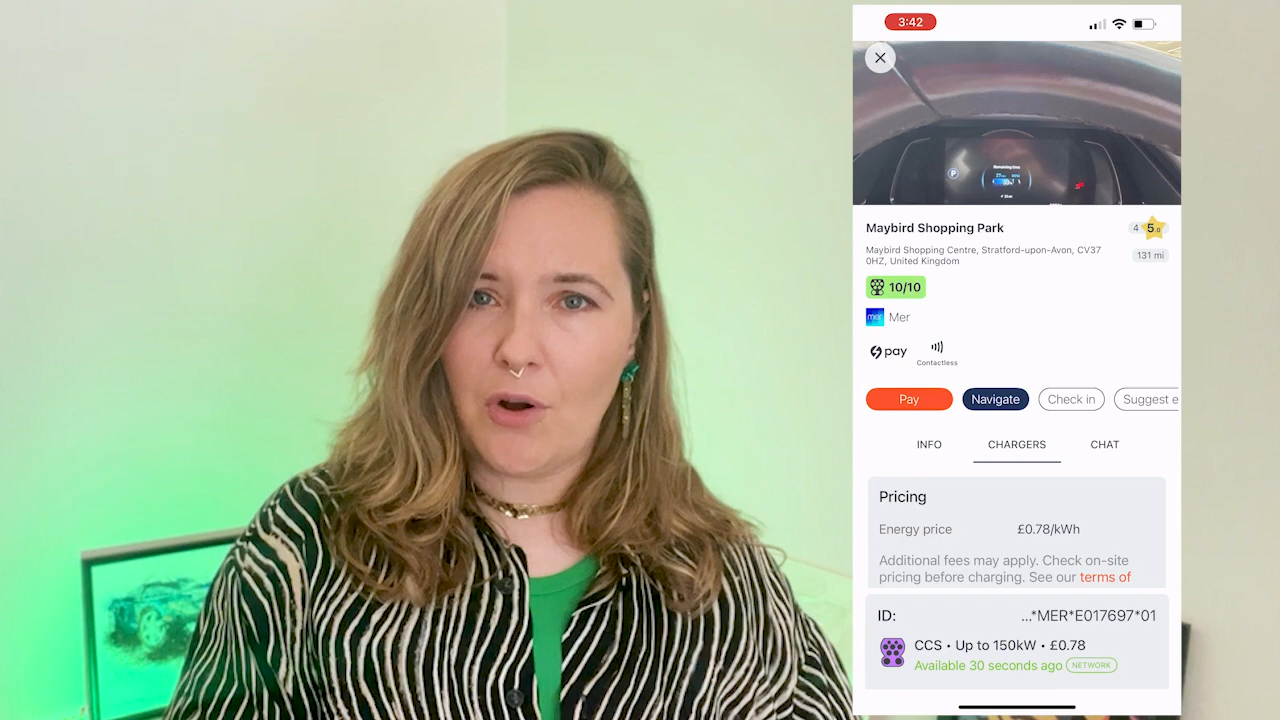 3:42
Maybird Shopping Park
4 5.0
Maybird Shopping Centre, Stratford-upon-Avon, CV37
0HZ, United Kingdom
131 mi
10/10
mer Mer
pay
Contactless
Pay Navigate Check in Suggest e
INFO CHARGERS CHAT
Pricing
Energy price £0.78/kWh
Additional fees may apply. Check on-site
pricing before charging. See our terms of
ID: ...*MER*E017697*01
CCS • Up to 150kW • £0.78
Available 30 seconds ago NETWORK